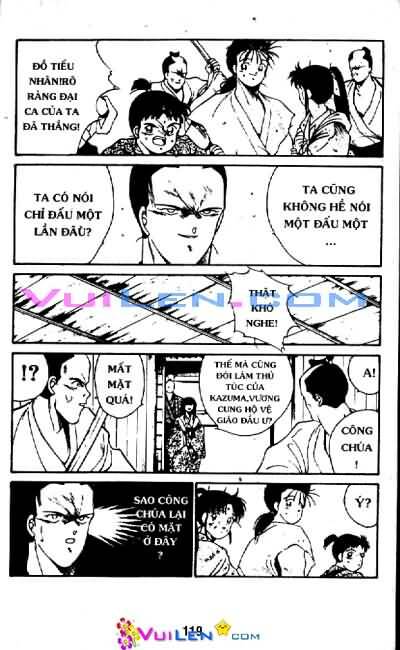 ĐỒ TIỂU
NHÂN!RÕ
RÀNG ĐẠI
CA CỦA TA
ĐÃ THẮNG!
TA CÓ NÓI
CHỈ ĐẤU MỘT
LẦN ĐÂU?
TA CŨNG
KHÔNG HỀ NÓI
MỘT ĐẤU MỘT
...
THẬT
KHÓ
NGHE!
VUILEN.COM
!?
MẤT
MẶT
QUÁ!
THẾ MÀ CŨNG
ĐÒI LÀM THỦ
TÚC CỦA
KAZUMA,VƯƠNG
CUNG HỘ VỆ
GIÁO ĐẦU Ư?
A!
CÔNG
CHÚA
!
SAO CÔNG
CHÚA LẠI
CÓ MẶT
Ở ĐÂY
?
Ý?
119
VUILEN.COM